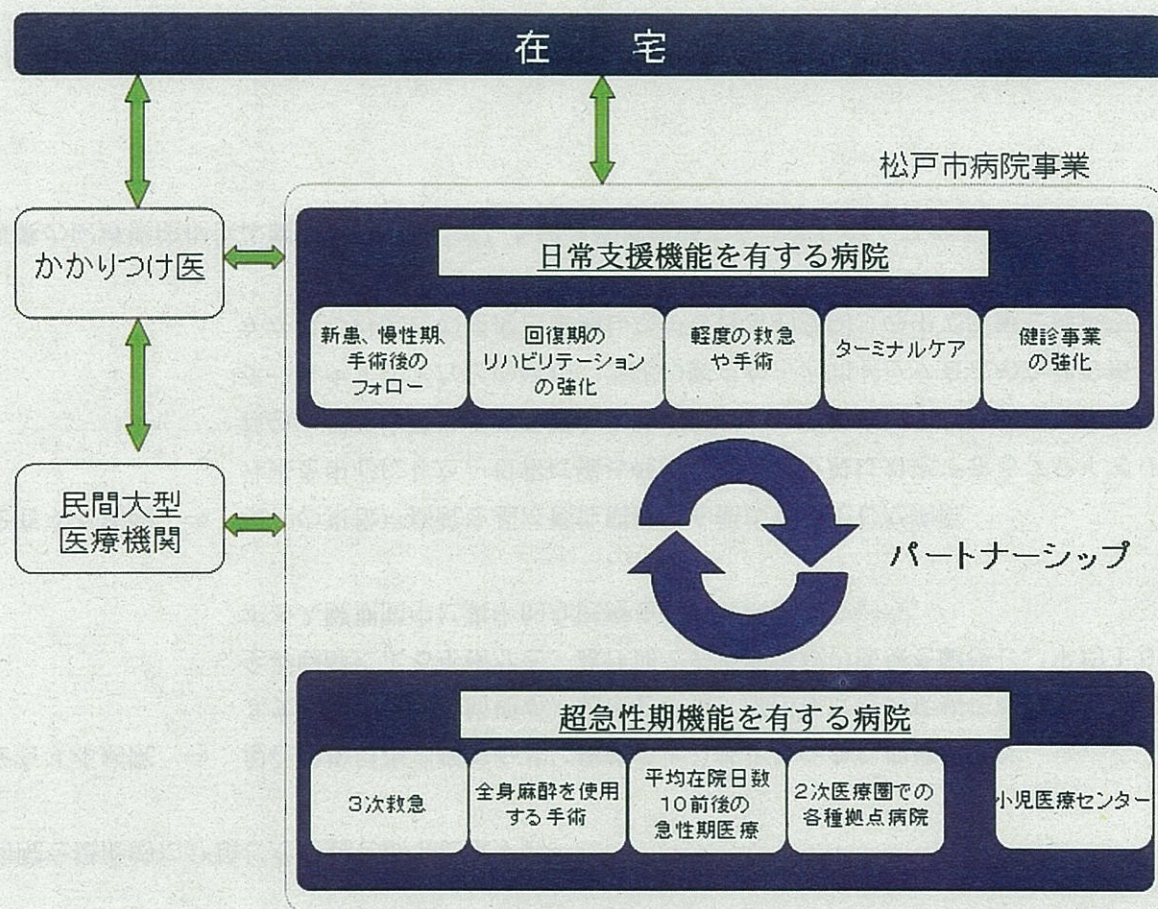 在 宅
松戸市病院事業
かかりつけ医
日常支援機能を有する病院
新患、慢性期、
手術後の
フォロー
回復期の
リハビリテーション
の強化
軽度の救急
や手術
ターミナルケア
健診事業
の強化
民間大型
医療機関
パートナーシップ
超急性期機能を有する病院
3次救急
全身麻酔を使用
する手術
平均在院日数
10前後の
急性期医療
2次医療圏での
各種拠点病院
小児医療センター